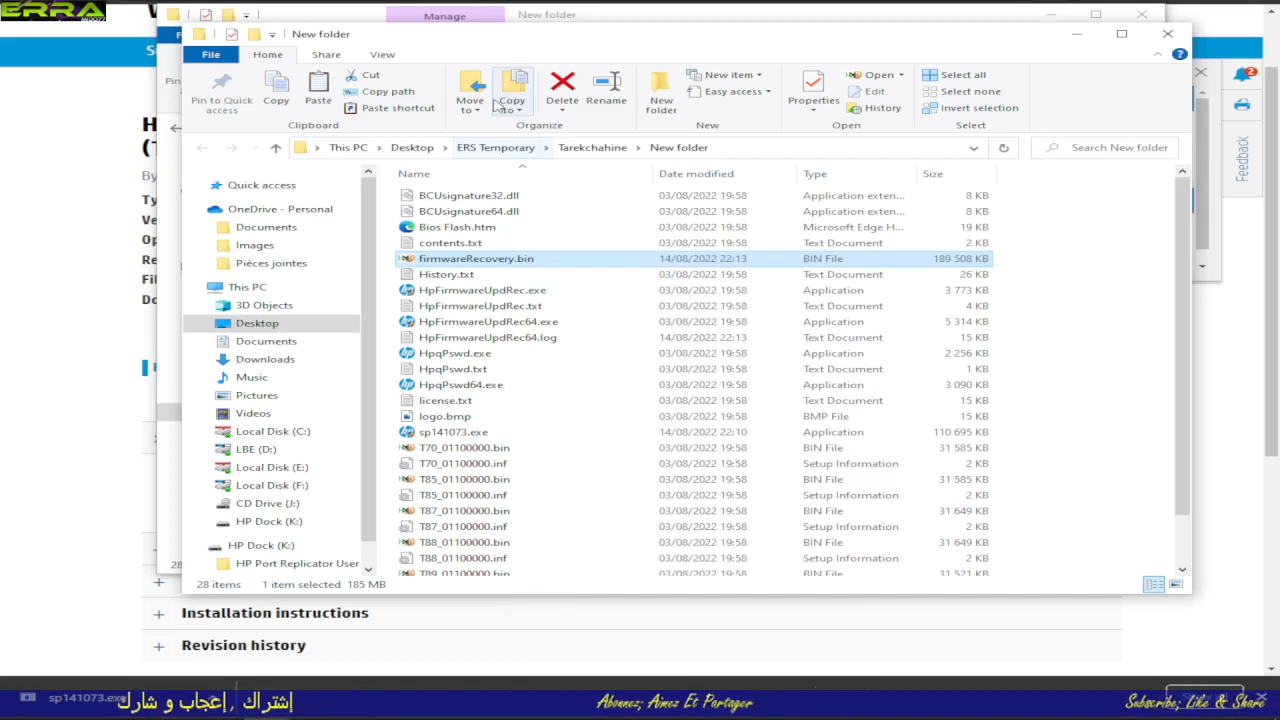 ERRA
Manage
New folder
New folder
File
Home
Share
View
Pin to Quick access
Copy
Paste
Cut
Copy path
Paste shortcut
Clipboard
Move to
Copy to
Delete
Rename
Organize
New folder
New item
Easy access
New
Properties
Open
Edit
History
Open
Select all
Select none
Invert selection
Select
2
Feedback
This PC
Desktop
ERS Temporary
Tarekchahine
New folder
Search New folder
Name
Date modified
Type
Size
Quick access
OneDrive - Personal
Documents
Images
Pièces jointes
This PC
3D Objects
Desktop
Documents
Downloads
Music
Pictures
Videos
Local Disk (C:)
LBE (D:)
Local Disk (E:)
Local Disk (F:)
CD Drive (J:)
HP Dock (K:)
HP Dock (K:)
HP Port Replicator User
BCUsignature32.dll 03/08/2022 19:58 Application exten... 8 KB
BCUsignature64.dll 03/08/2022 19:58 Application exten... 8 KB
Bios Flash.htm 03/08/2022 19:58 Microsoft Edge H... 19 KB
contents.txt 03/08/2022 19:58 Text Document 2 KB
firmwareRecovery.bin 14/08/2022 22:13 BIN File 189 508 KB
History.txt 03/08/2022 19:58 Text Document 26 KB
HpFirmwareUpdRec.exe 03/08/2022 19:58 Application 3 773 KB
HpFirmwareUpdRec.txt 03/08/2022 19:58 Text Document 4 KB
HpFirmwareUpdRec64.exe 03/08/2022 19:58 Application 5 314 KB
HpFirmwareUpdRec64.log 14/08/2022 22:13 Text Document 15 KB
HpqPswd.exe 03/08/2022 19:58 Application 2 256 KB
HpqPswd.txt 03/08/2022 19:58 Text Document 1 KB
HpqPswd64.exe 03/08/2022 19:58 Application 3 090 KB
license.txt 03/08/2022 19:58 Text Document 15 KB
logo.bmp 03/08/2022 19:58 BMP File 15 KB
sp141073.exe 14/08/2022 22:10 Application 110 695 KB
T70_01100000.bin 03/08/2022 19:58 BIN File 31 585 KB
T70_01100000.inf 03/08/2022 19:58 Setup Information 2 KB
T85_01100000.bin 03/08/2022 19:58 BIN File 31 585 KB
T85_01100000.inf 03/08/2022 19:58 Setup Information 2 KB
T87_01100000.bin 03/08/2022 19:58 BIN File 31 649 KB
T87_01100000.inf 03/08/2022 19:58 Setup Information 2 KB
T88_01100000.bin 03/08/2022 19:58 BIN File 31 649 KB
T88_01100000.inf 03/08/2022 19:58 Setup Information 2 KB
T89_01100000.bin 03/08/2022 19:58 BIN File 31 521 KB
28 items
1 item selected 185 MB
Installation instructions
Revision history
sp141073.exe
إشتراك , إعجاب و شارك
Abonnez; Aimez Et Partager
Subscribe; Like & Share